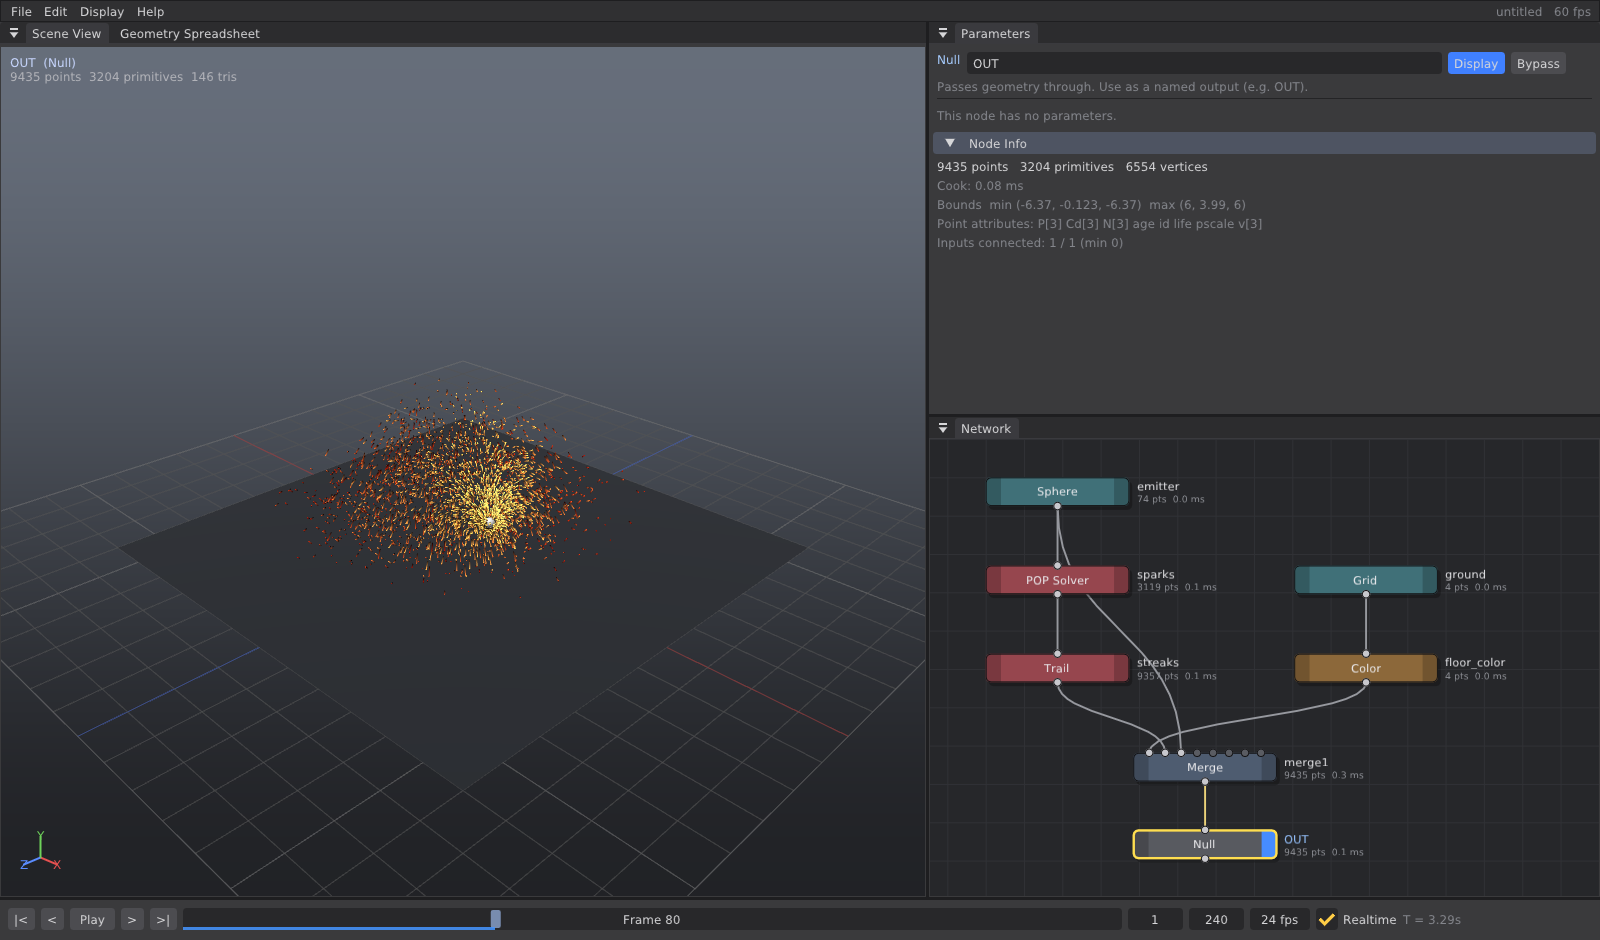 File Edit Display Help
untitled 60 fps
Scene View Geometry Spreadsheet
OUT (Null)
9435 points 3204 primitives 146 tris
Y
Z X
Parameters
Null OUT Display Bypass
Passes geometry through. Use as a named output (e.g. OUT).
This node has no parameters.
Node Info
9435 points 3204 primitives 6554 vertices
Cook: 0.08 ms
Bounds min (-6.37, -0.123, -6.37) max (6, 3.99, 6)
Point attributes: P[3] Cd[3] N[3] age id life pscale v[3]
Inputs connected: 1 / 1 (min 0)
Network
Sphere
emitter
74 pts 0.0 ms
POP Solver
sparks
3119 pts 0.1 ms
Grid
ground
4 pts 0.0 ms
Trail
streaks
9357 pts 0.1 ms
Color
floor_color
4 pts 0.0 ms
Merge
merge1
9435 pts 0.3 ms
Null
OUT
9435 pts 0.1 ms
|< < Play > >| Frame 80 1 240 24 fps Realtime T = 3.29s